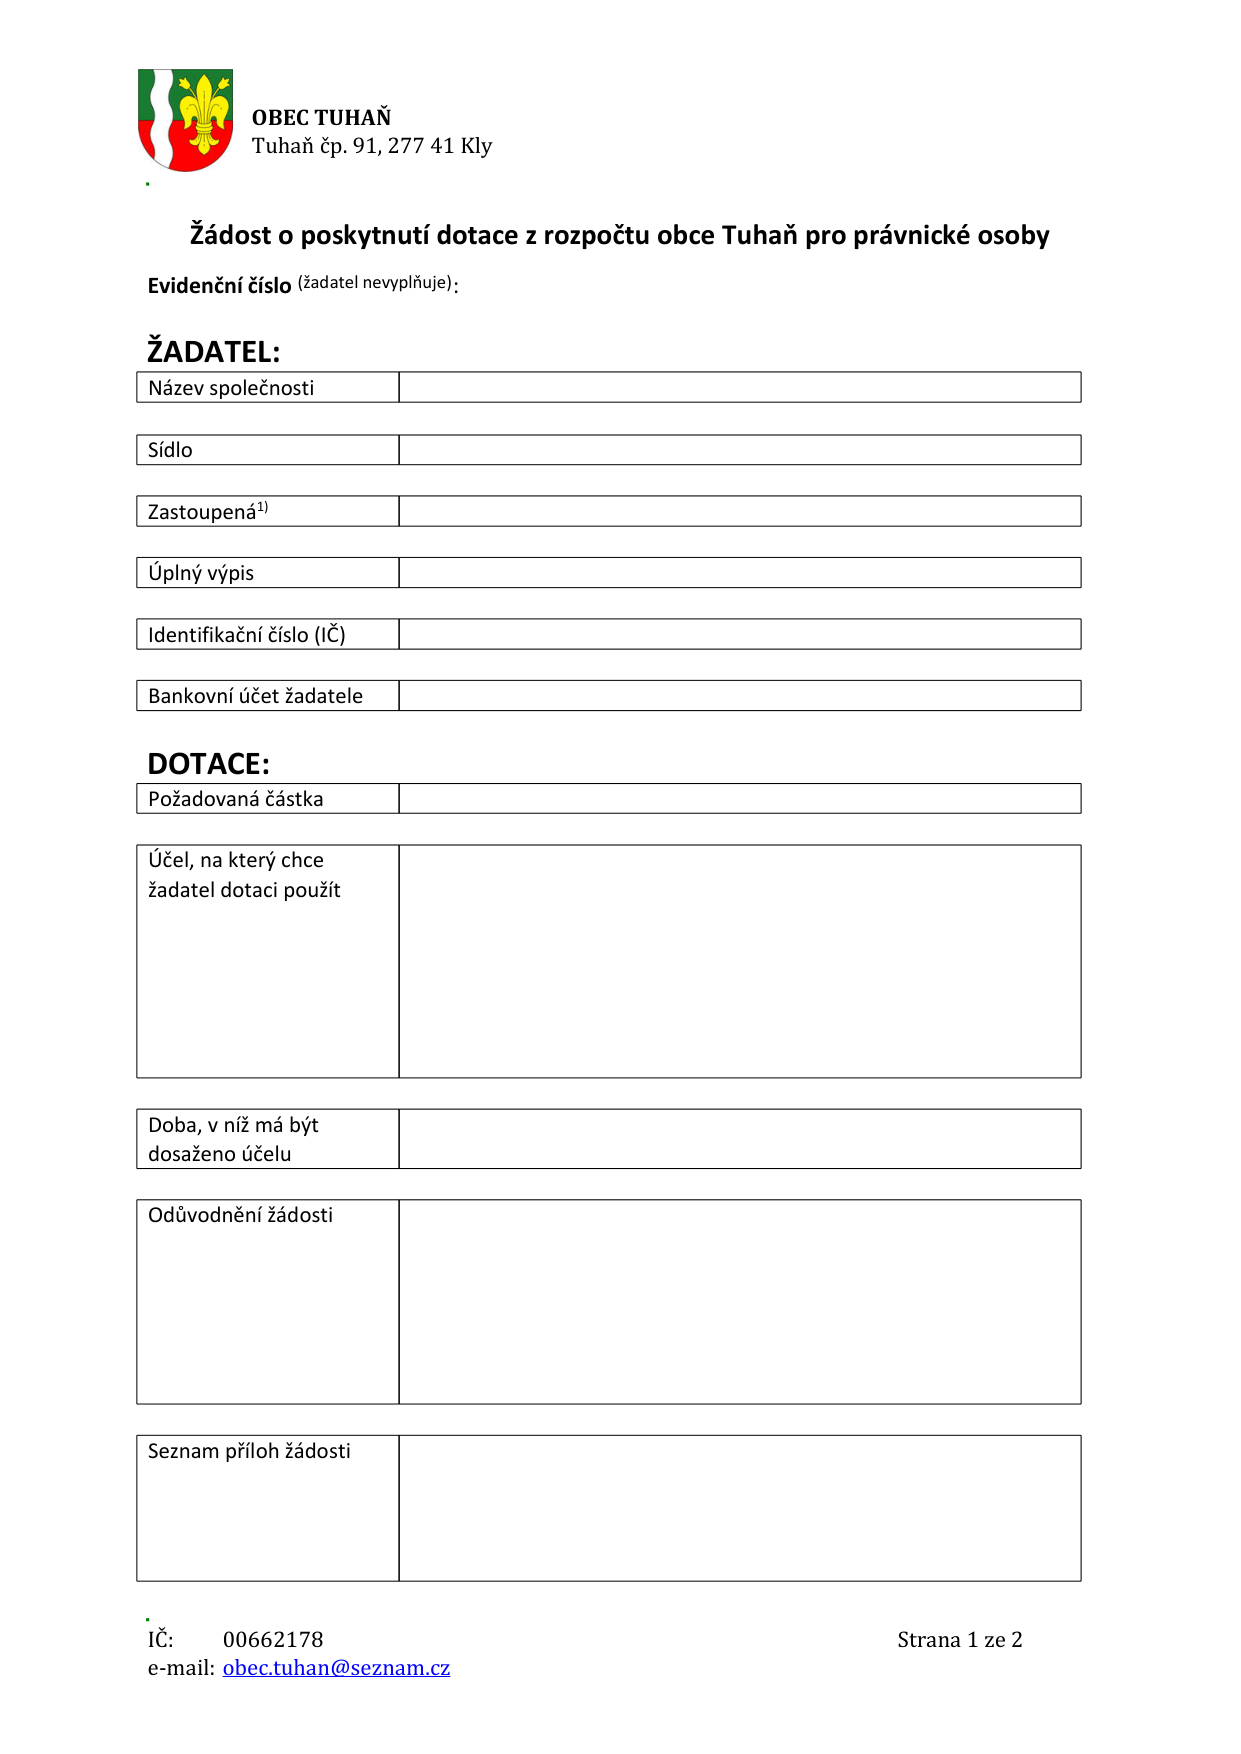 OBEC TUHAŇ
Tuhaň čp. 91, 277 41 Kly
Žádost o poskytnutí dotace z rozpočtu obce Tuhaň pro právnické osoby
Evidenční číslo (žadatel nevyplňuje):
ŽADATEL:
Název společnosti
Sídlo
Zastoupená1)
Úplný výpis
Identifikační číslo (IČ)
Bankovní účet žadatele
DOTACE:
Požadovaná částka
Účel, na který chce
žadatel dotaci použít
Doba, v níž má být
dosaženo účelu
Odůvodnění žádosti
Seznam příloh žádosti
IČ: 00662178 Strana 1 ze 2
e-mail: obec.tuhan@seznam.cz